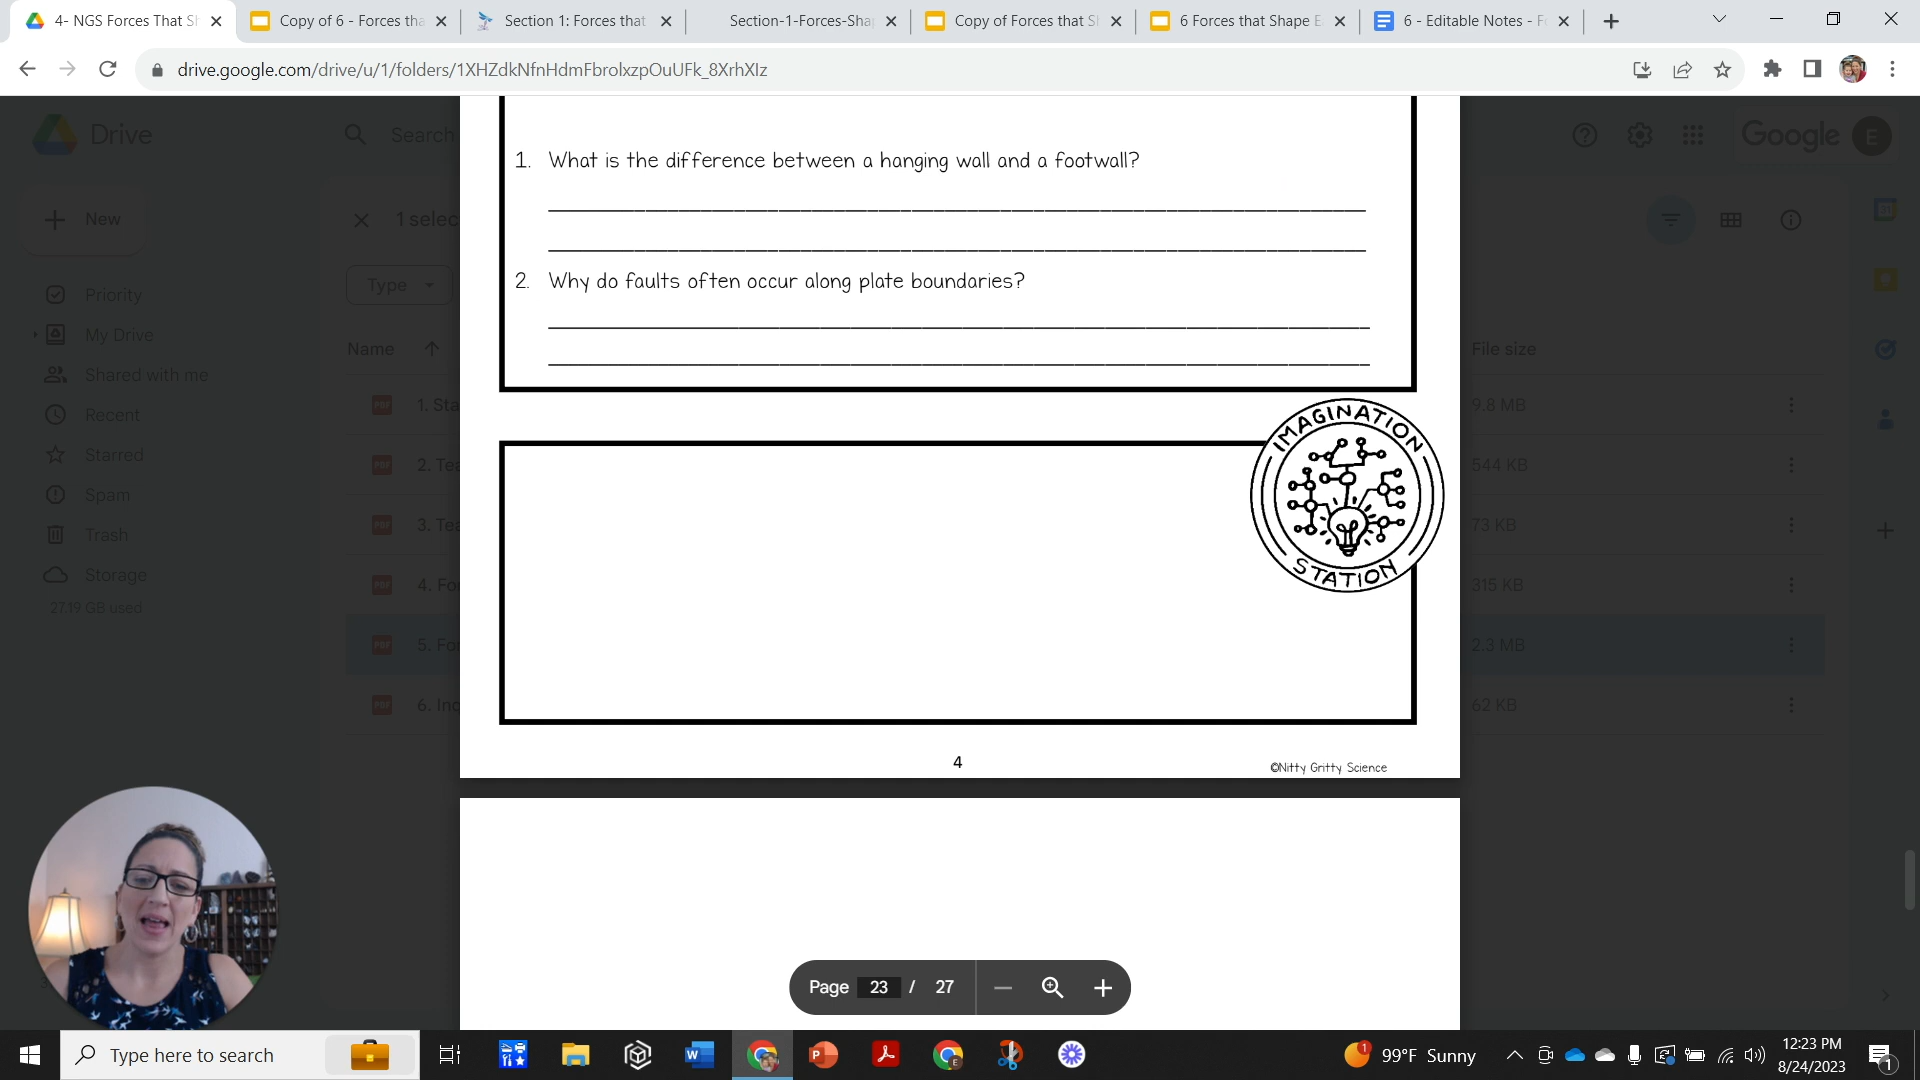 4- NGS Forces That Sh
Copy of 6 - Forces tha
Section 1: Forces that
Section-1-Forces-Sha
Copy of Forces that S
6 Forces that Shape E
6 - Editable Notes - F
drive.google.com/drive/u/1/folders/1XHZdkNfnHdmFbrolxzpOuUFk_8XrhXIz
Drive
Search
Google
E
New
1 selec
Type
Priority
My Drive
Shared with me
Recent
Starred
Spam
Trash
Storage
27.19 GB used
Name
File size
1. Sta
9.8 MB
2. Tea
544 KB
3. Tea
73 KB
4. Fo
315 KB
5. Fo
2.3 MB
6. Ind
62 KB
1. What is the difference between a hanging wall and a footwall?
2. Why do faults often occur along plate boundaries?
IMAGINATION
STATION
4
©Nitty Gritty Science
Page 23 / 27
Type here to search
99°F Sunny
12:23 PM
8/24/2023
1